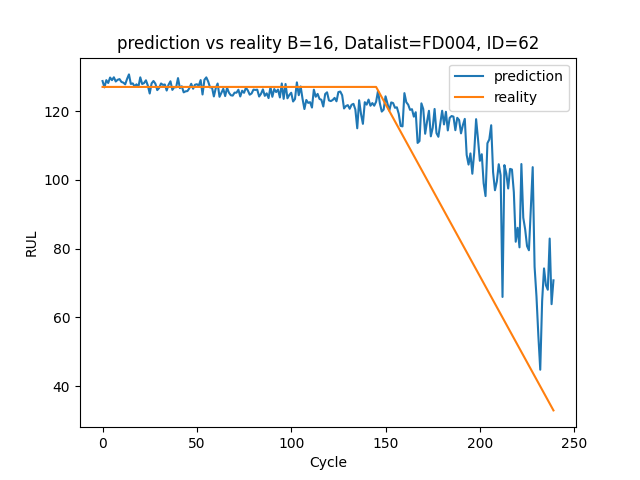 prediction vs reality B=16, Datalist=FD004, ID=62
prediction
reality
RUL
120
100
80
60
40
0 50 100 150 200 250
Cycle